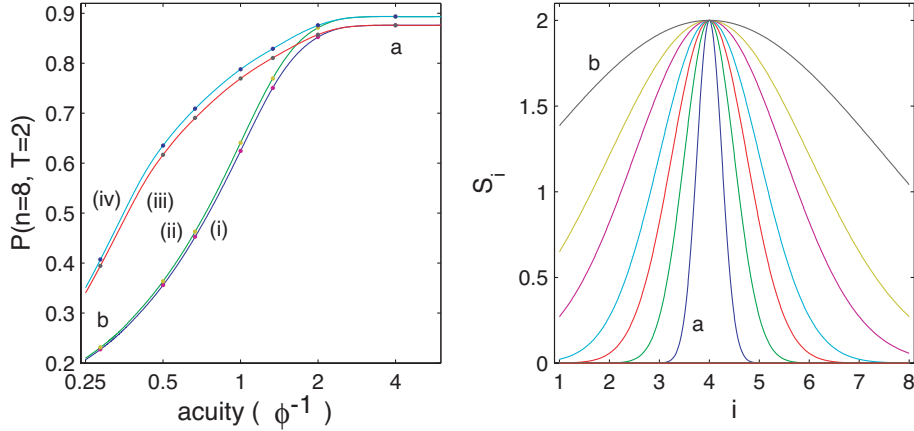 P(n=8, T=2)
0.9
0.8
0.7
0.6
0.5
0.4
0.3
0.2
a
(iv)
(iii)
(ii)
(i)
b
0.25 0.5 1 2 4
acuity ( ϕ⁻¹ )
S_i
2
1.5
1
0.5
0
b
a
1 2 3 4 5 6 7 8
i